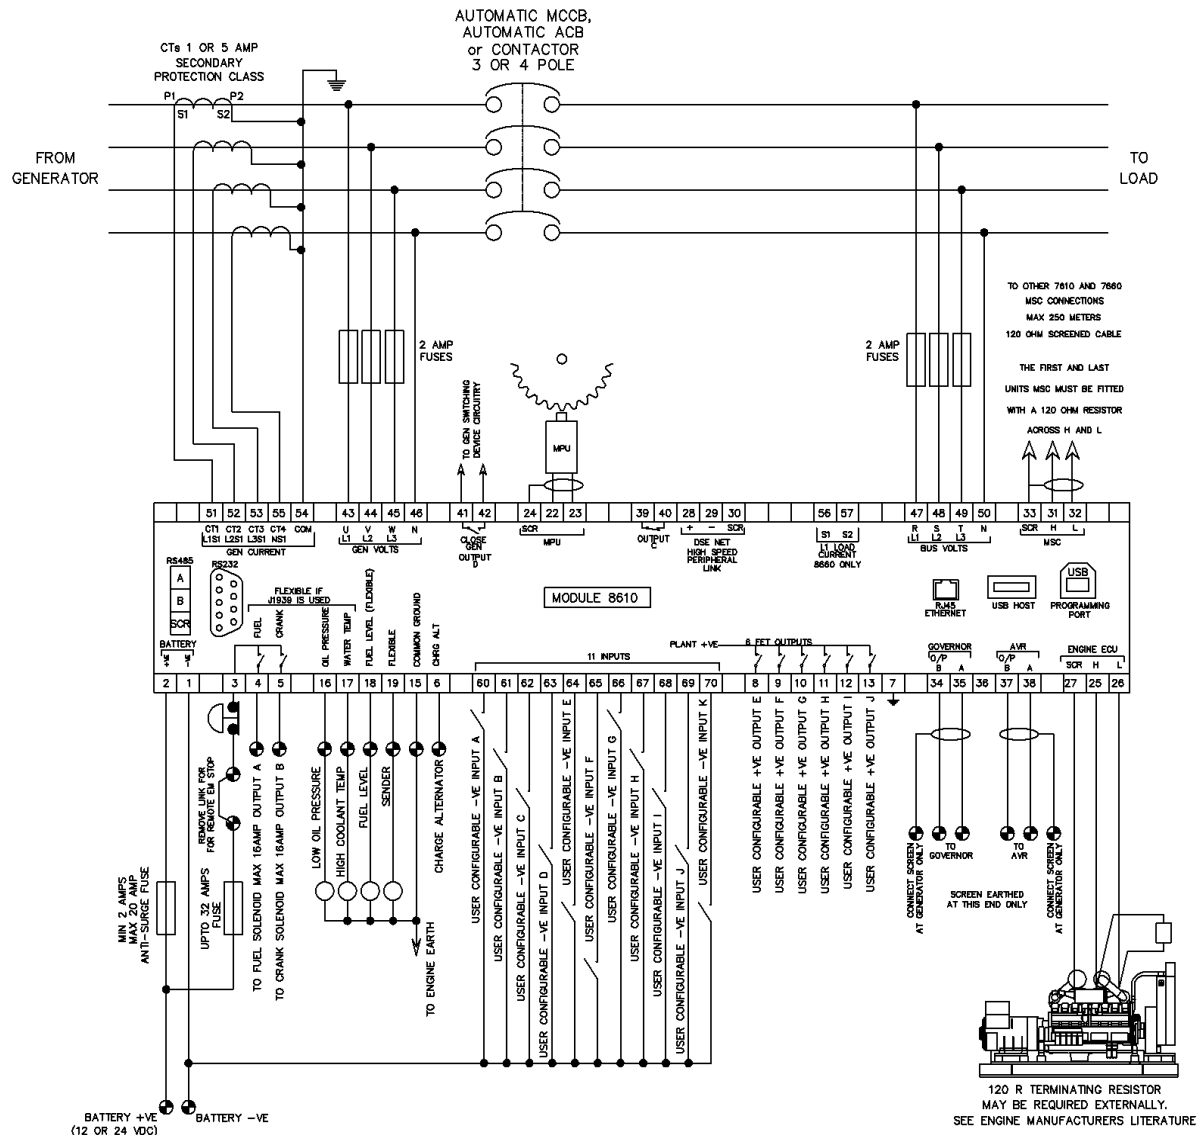 AUTOMATIC MCCB,
AUTOMATIC ACB
or CONTACTOR
3 OR 4 POLE
CTs 1 OR 5 AMP
SECONDARY
PROTECTION CLASS
P1 P2
S1 S2
FROM
GENERATOR
TO
LOAD
2 AMP
FUSES
2 AMP
FUSES
TO OTHER 7610 AND 7660
MSC CONNECTIONS
MAX 250 METERS
120 OHM SCREENED CABLE
THE FIRST AND LAST
UNITS MSC MUST BE FITTED
WITH A 120 OHM RESISTOR
ACROSS H AND L
TO GEN SWITCHING
DEVICE CIRCUITRY
MPU
51 52 53 55 54 43 44 45 46 41 42 24 22 23 39 40 28 29 30 56 57 47 48 49 50 33 31 32
CT1 CT2 CT3 CT4 COM
L1S1 L2S1 L3S1 NS1
GEN CURRENT
U V W N
L1 L2 L3
GEN VOLTS
CLOSE
GEN
OUTPUT
D
SCR
MPU
OUTPUT
C
+ − SCR
DSE NET
HIGH SPEED
PERIPHERAL
LINK
S1 S2
L1 LOAD
CURRENT
8660 ONLY
R S T N
L1 L2 L3
BUS VOLTS
SCR H L
MSC
RS485
A
B
SCR
RS232
FLEXIBLE IF
J1939 IS USED
FUEL
CRANK
OIL PRESSURE
WATER TEMP
FUEL LEVEL (FLEXIBLE)
FLEXIBLE
COMMON GROUND
CHRG ALT
MODULE 8610
RJ45
ETHERNET
USB HOST
USB
PROGRAMMING
PORT
BATTERY
+VE
-VE
11 INPUTS
PLANT +VE
6 FET OUTPUTS
GOVERNOR
O/P
B A
AVR
O/P
B A
ENGINE ECU
SCR H L
2 1 3 4 5 16 17 18 19 15 6 60 61 62 63 64 65 66 67 68 69 70 8 9 10 11 12 13 7 34 35 36 37 38 27 25 26
REMOVE LINK FOR
FOR REMOTE EM STOP
MIN 2 AMPS
MAX 20 AMP
ANTI-SURGE FUSE
UPTO 32 AMPS
FUSE
TO FUEL SOLENOID MAX 16AMP OUTPUT A
TO CRANK SOLENOID MAX 16AMP OUTPUT B
LOW OIL PRESSURE
HIGH COOLANT TEMP
FUEL LEVEL
SENDER
TO ENGINE EARTH
CHARGE ALTERNATOR
USER CONFIGURABLE -VE INPUT A
USER CONFIGURABLE -VE INPUT B
USER CONFIGURABLE -VE INPUT C
USER CONFIGURABLE -VE INPUT D
USER CONFIGURABLE -VE INPUT E
USER CONFIGURABLE -VE INPUT F
USER CONFIGURABLE -VE INPUT G
USER CONFIGURABLE -VE INPUT H
USER CONFIGURABLE -VE INPUT I
USER CONFIGURABLE -VE INPUT J
USER CONFIGURABLE -VE INPUT K
USER CONFIGURABLE +VE OUTPUT E
USER CONFIGURABLE +VE OUTPUT F
USER CONFIGURABLE +VE OUTPUT G
USER CONFIGURABLE +VE OUTPUT H
USER CONFIGURABLE +VE OUTPUT I
USER CONFIGURABLE +VE OUTPUT J
CONNECT SCREEN
AT GENERATOR ONLY
TO
GOVERNOR
TO
AVR
CONNECT SCREEN
AT GENERATOR ONLY
SCREEN EARTHED
AT THIS END ONLY
BATTERY +VE
(12 OR 24 VDC)
BATTERY -VE
120 R TERMINATING RESISTOR
MAY BE REQUIRED EXTERNALLY.
SEE ENGINE MANUFACTURERS LITERATURE